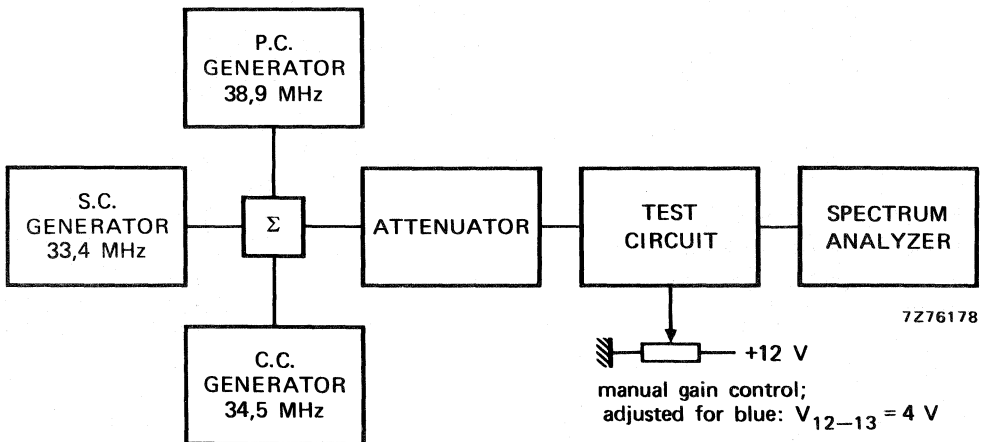 P.C.
GENERATOR
38,9 MHz
S.C.
GENERATOR
33,4 MHz
Σ
ATTENUATOR
TEST
CIRCUIT
SPECTRUM
ANALYZER
7Z76178
C.C.
GENERATOR
34,5 MHz
+12 V
manual gain control;
adjusted for blue: V12–13 = 4 V